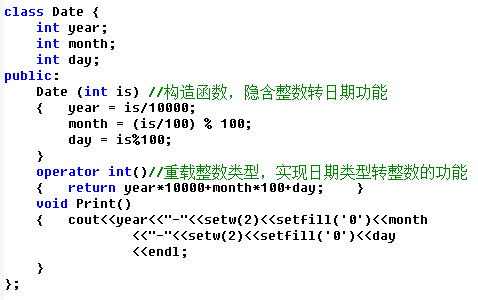 class Date {
    int year;
    int month;
    int day;
public:
    Date (int is) //构造函数，隐含整数转日期功能
    {   year = is/10000;
        month = (is/100) % 100;
        day = is%100;
    }
    operator int()//重载整数类型，实现日期类型转整数的功能
    {   return year*10000+month*100+day;    }
    void Print()
    {   cout<<year<<"-"<<setw(2)<<setfill('0')<<month
                <<"-"<<setw(2)<<setfill('0')<<day
                <<endl;
    }
};